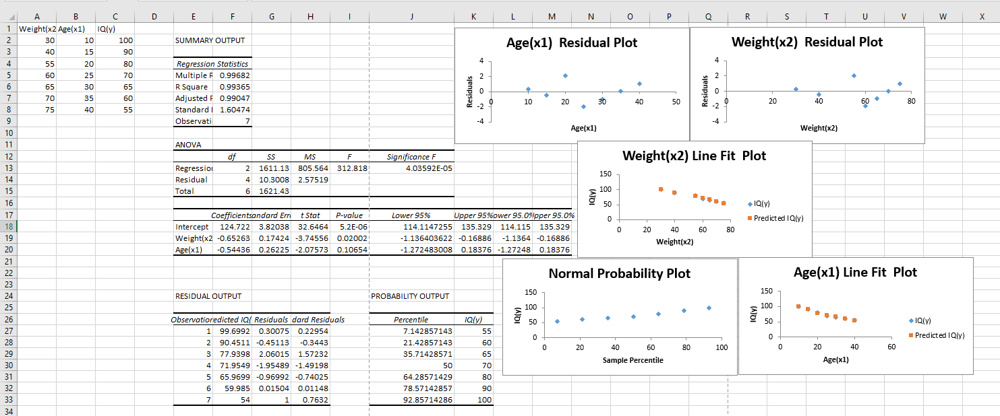 A B C D E F G H I J K L M N O P Q R S T U V W X
1 Weight(x2 Age(x1) IQ(y)
2 30 10 100 SUMMARY OUTPUT
3 40 15 90
4 55 20 80 Regression Statistics
5 60 25 70 Multiple R 0.99682
6 65 30 65 R Square 0.99365
7 70 35 60 Adjusted R 0.99047
8 75 40 55 Standard 1.60474
9 Observati 7
10
11 ANOVA
12 df SS MS F Significance F
13 Regression 2 1611.13 805.564 312.818 4.03592E-05
14 Residual 4 10.3008 2.57519
15 Total 6 1621.43
16
17 Coefficients andard Erro t Stat P-value Lower 95% Upper 95% ower 95.0% Upper 95.0%
18 Intercept 124.722 3.82038 32.6464 5.2E-06 114.1147255 135.329 114.115 135.329
19 Weight(x2 -0.65263 0.17424 -3.74556 0.02002 -1.136403622 -0.16886 -1.1364 -0.16886
20 Age(x1) -0.54436 0.26225 -2.07573 0.10654 -1.272483008 0.18376 -1.27248 0.18376
21
22
23
24 RESIDUAL OUTPUT PROBABILITY OUTPUT
25
26 Observation redicted IQ( Residuals dard Residuals Percentile IQ(y)
27 1 99.6992 0.30075 0.22954 7.142857143 55
28 2 90.4511 -0.45113 -0.3443 21.42857143 60
29 3 77.9398 2.06015 1.57232 35.71428571 65
30 4 71.9549 -1.95489 -1.49198 50 70
31 5 65.9699 -0.96992 -0.74025 64.28571429 80
32 6 59.985 0.01504 0.01148 78.57142857 90
33 7 54 1 0.7632 92.85714286 100
34
Age(x1) Residual Plot
Residuals
4
2
0
-2
-4
0 10 20 30 40 50
Age(x1)
Weight(x2) Residual Plot
Residuals
4
2
0
-2
-4
0 20 40 60 80
Weight(x2)
Weight(x2) Line Fit Plot
IQ(y)
150
100
50
0
0 20 40 60 80
Weight(x2)
IQ(y)
Predicted IQ(y)
Normal Probability Plot
IQ(y)
150
100
50
0
0 20 40 60 80 100
Sample Percentile
Age(x1) Line Fit Plot
IQ(y)
150
100
50
0
0 20 40 60
Age(x1)
IQ(y)
Predicted IQ(y)